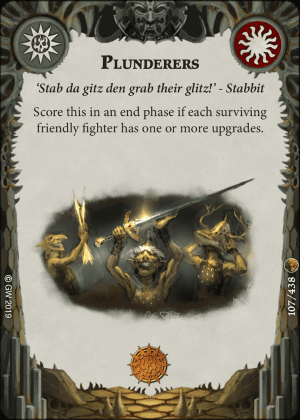 Plunderers
‘Stab da gitz den grab their glitz!’ - Stabbit
Score this in an end phase if each surviving
friendly fighter has one or more upgrades.
© GW 2019
107/438